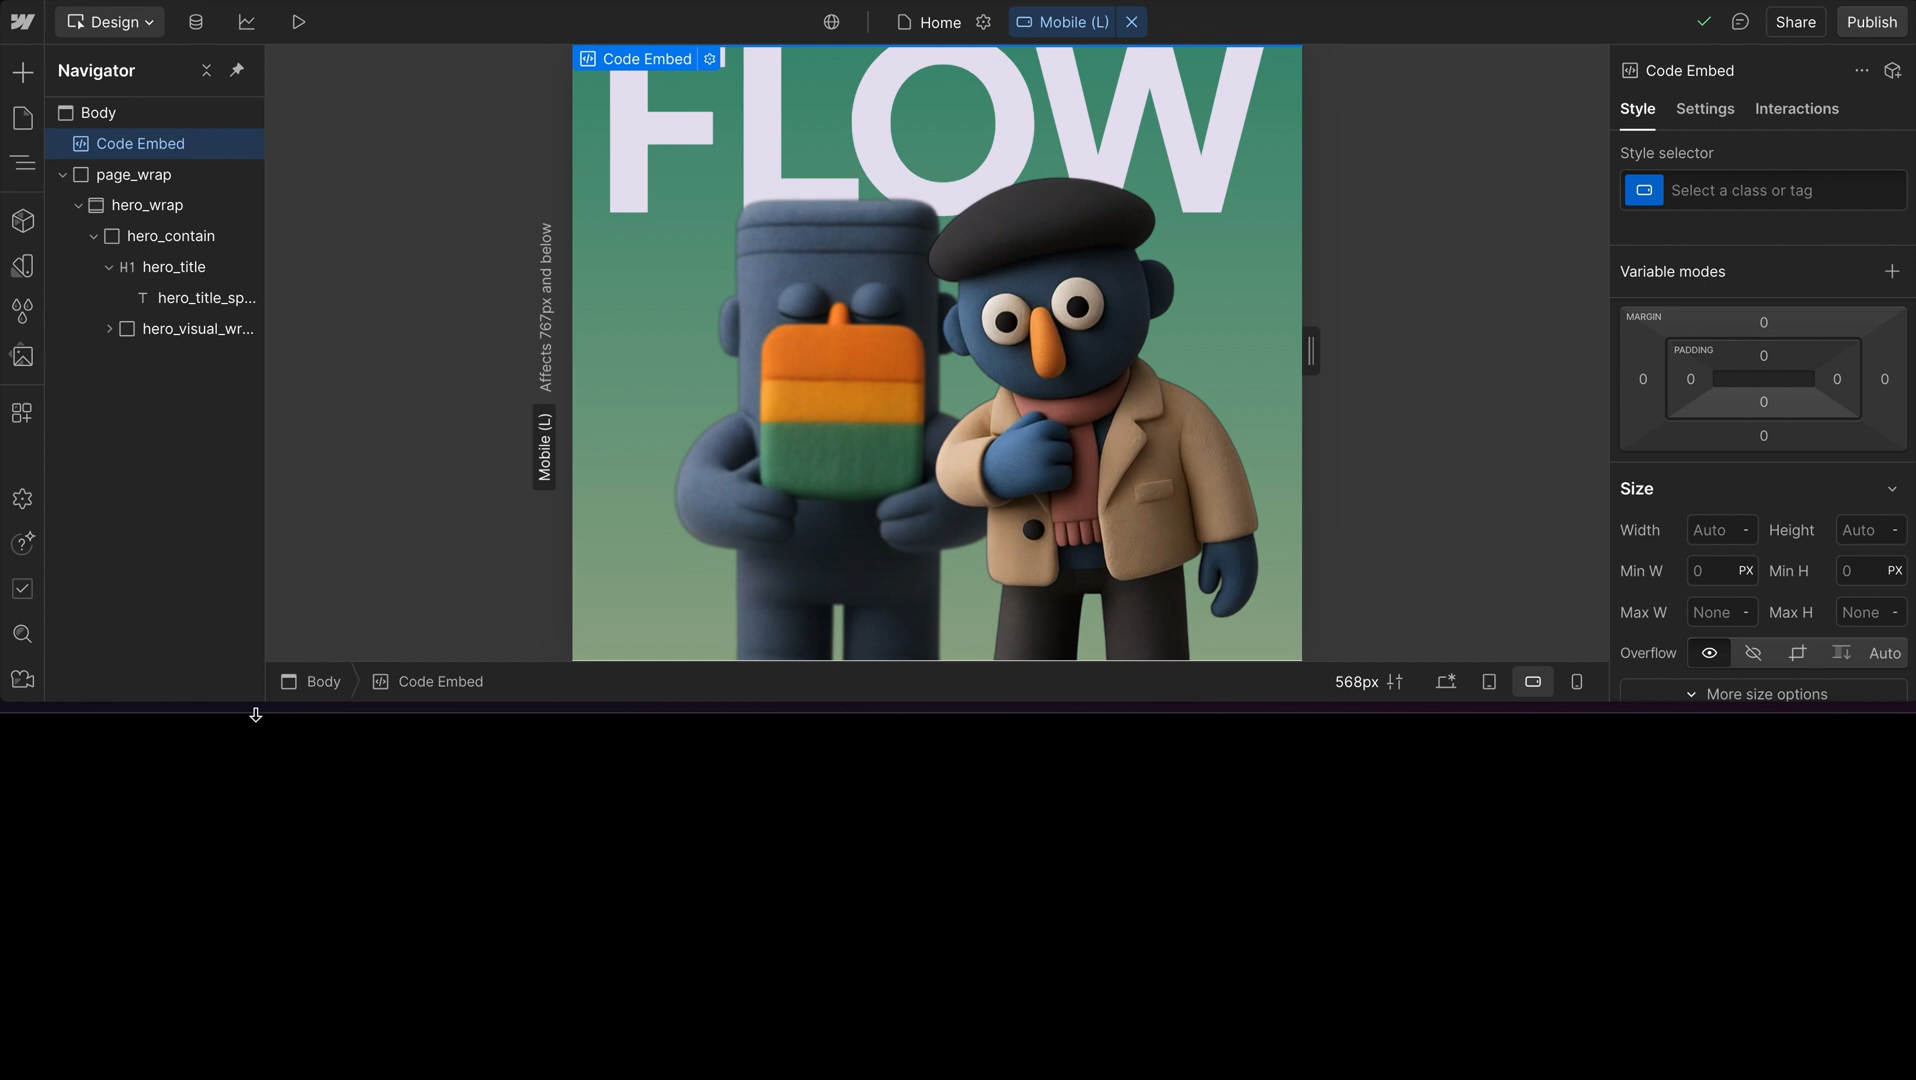 Design
Home
Mobile (L)
Share
Publish
Navigator
Body
Code Embed
page_wrap
hero_wrap
hero_contain
H1 hero_title
T hero_title_sp...
hero_visual_wr...
Code Embed
FLOW
Affects 767px and below
Mobile (L)
Body
Code Embed
568px
Code Embed
Style
Settings
Interactions
Style selector
Select a class or tag
Variable modes
MARGIN
0
PADDING
0
0
0
0
0
0
0
Size
Width
Auto
-
Height
Auto
-
Min W
0
PX
Min H
0
PX
Max W
None
-
Max H
None
-
Overflow
Auto
More size options